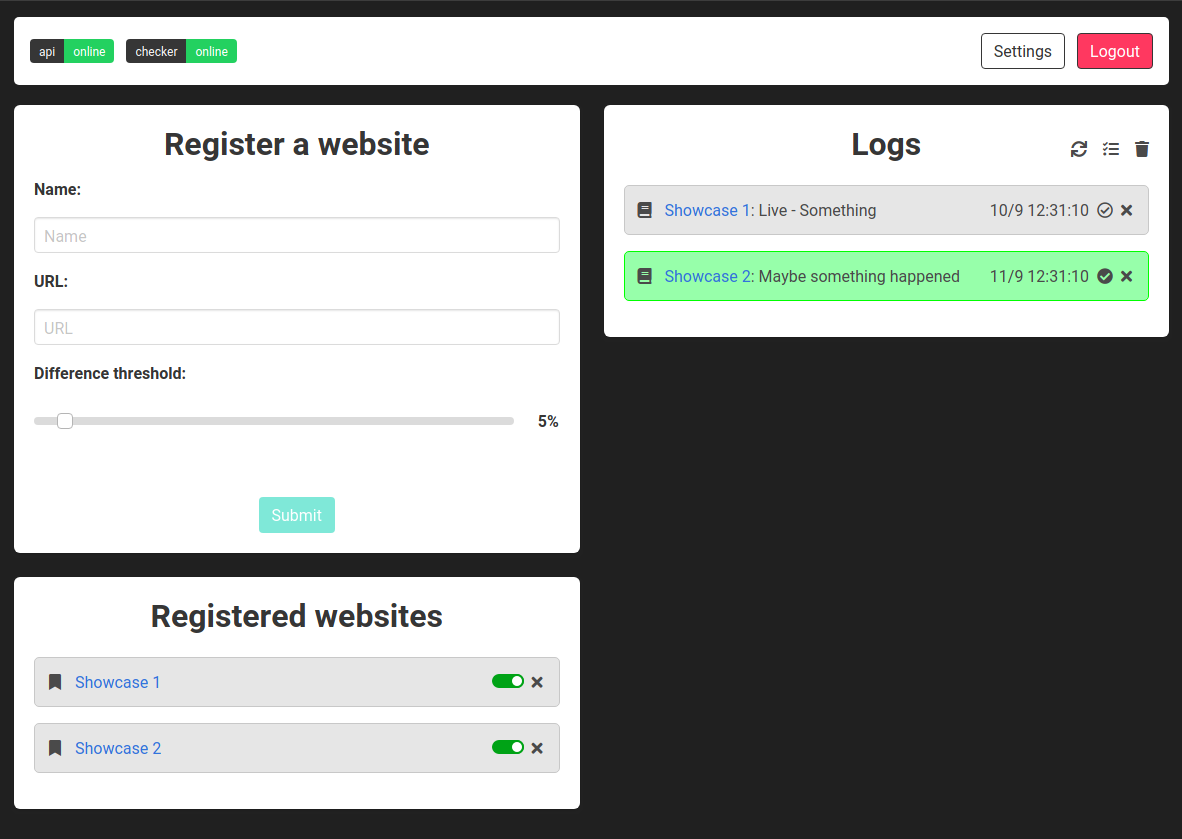 api online checker online Settings Logout
Register a website
Name:
Name
URL:
URL
Difference threshold:
5%
Submit
Registered websites
Showcase 1
Showcase 2
Logs
Showcase 1: Live - Something 10/9 12:31:10
Showcase 2: Maybe something happened 11/9 12:31:10